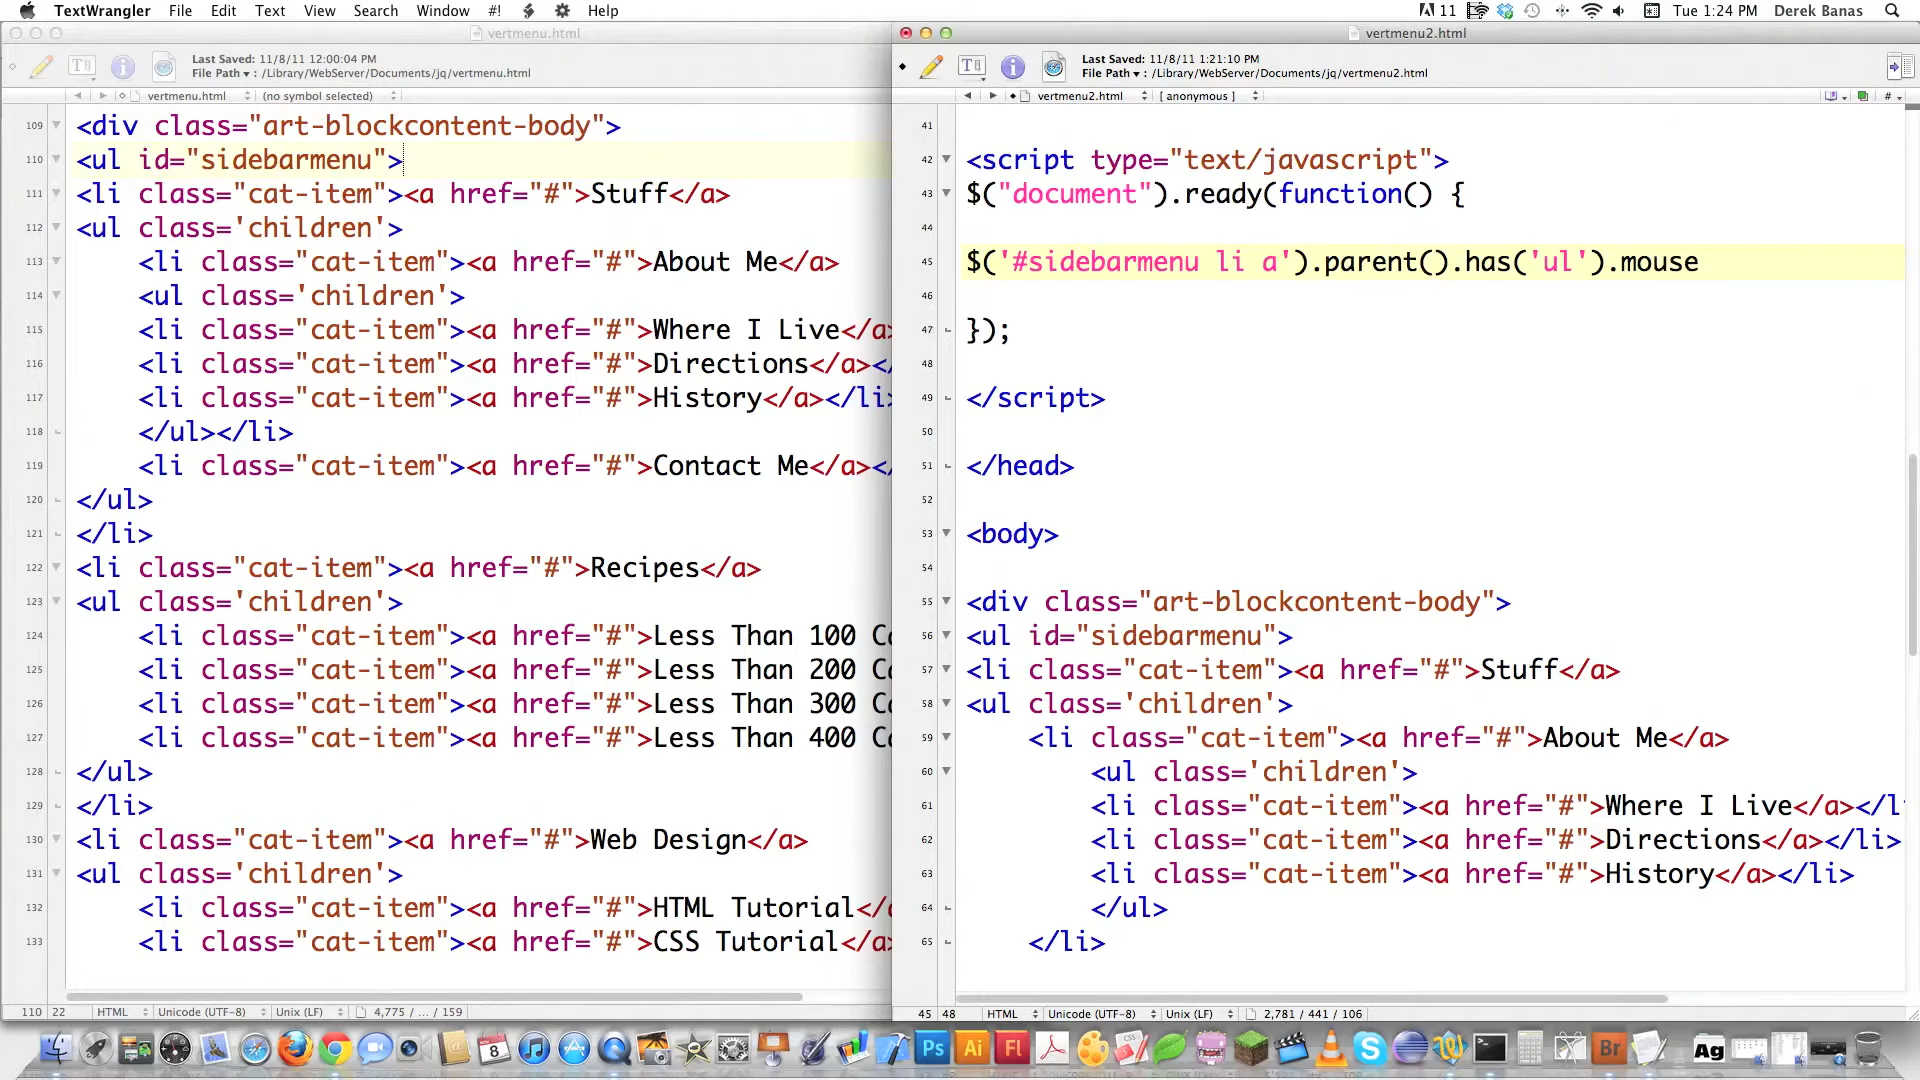 TextWrangler File Edit Text View Search Window #! Help
11 Tue 1:24 PM Derek Banas
vertmenu.html
Last Saved: 11/8/11 12:00:04 PM
File Path ▾ : /Library/WebServer/Documents/jq/vertmenu.html
vertmenu.html (no symbol selected)
109 <div class="art-blockcontent-body">
110 <ul id="sidebarmenu">
111 <li class="cat-item"><a href="#">Stuff</a>
112 <ul class='children'>
113 <li class="cat-item"><a href="#">About Me</a>
114 <ul class='children'>
115 <li class="cat-item"><a href="#">Where I Live</a>
116 <li class="cat-item"><a href="#">Directions</a><
117 <li class="cat-item"><a href="#">History</a></li>
118 </ul></li>
119 <li class="cat-item"><a href="#">Contact Me</a><
120 </ul>
121 </li>
122 <li class="cat-item"><a href="#">Recipes</a>
123 <ul class='children'>
124 <li class="cat-item"><a href="#">Less Than 100 C
125 <li class="cat-item"><a href="#">Less Than 200 C
126 <li class="cat-item"><a href="#">Less Than 300 C
127 <li class="cat-item"><a href="#">Less Than 400 C
128 </ul>
129 </li>
130 <li class="cat-item"><a href="#">Web Design</a>
131 <ul class='children'>
132 <li class="cat-item"><a href="#">HTML Tutorial</a
133 <li class="cat-item"><a href="#">CSS Tutorial</a>
110 22 HTML Unicode (UTF-8) Unix (LF) 4,775 / ... / 159
vertmenu2.html
Last Saved: 11/8/11 1:21:10 PM
File Path ▾ : /Library/WebServer/Documents/jq/vertmenu2.html
vertmenu2.html [ anonymous ] #
41
42 <script type="text/javascript">
43 $("document").ready(function() {
44
45 $('#sidebarmenu li a').parent().has('ul').mouse
46
47 });
48
49 </script>
50
51 </head>
52
53 <body>
54
55 <div class="art-blockcontent-body">
56 <ul id="sidebarmenu">
57 <li class="cat-item"><a href="#">Stuff</a>
58 <ul class='children'>
59 <li class="cat-item"><a href="#">About Me</a>
60 <ul class='children'>
61 <li class="cat-item"><a href="#">Where I Live</a></l
62 <li class="cat-item"><a href="#">Directions</a></li>
63 <li class="cat-item"><a href="#">History</a></li>
64 </ul>
65 </li>
45 48 HTML Unicode (UTF-8) Unix (LF) 2,781 / 441 / 106
8 Ps Ai Fl CSS Br Ag